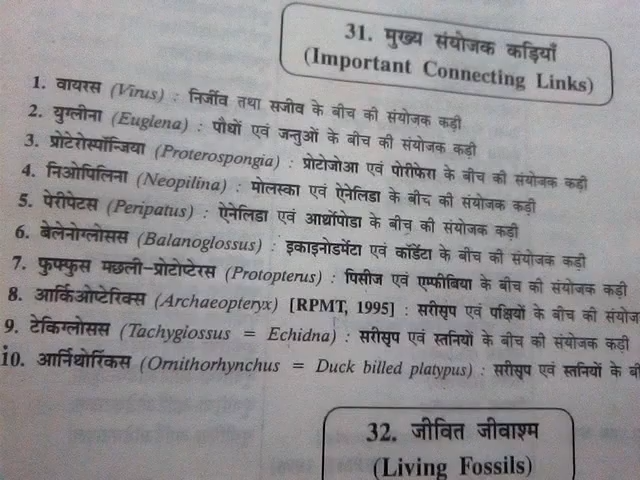 31. मुख्य संयोजक कड़ियाँ
(Important Connecting Links)
1. वायरस (Virus) : निर्जीव तथा सजीव के बीच की संयोजक कड़ी
2. युग्लीना (Euglena) : पौधों एवं जन्तुओं के बीच की संयोजक कड़ी
3. प्रोटेरोस्पॉन्जिया (Proterospongia) : प्रोटोजोआ एवं पोरीफेरा के बीच की संयोजक कड़ी
4. निओपिलिना (Neopilina) : मोलस्का एवं ऐनेलिडा के बीच की संयोजक कड़ी
5. पेरीपेटस (Peripatus) : ऐनेलिडा एवं आर्थोपोडा के बीच की संयोजक कड़ी
6. बेलेनोग्लोसस (Balanoglossus) : इकाइनोडर्मेटा एवं कॉर्डेटा के बीच की संयोजक कड़ी
7. फुफ्फुस मछली-प्रोटोप्टेरस (Protopterus) : पिसीज एवं एम्फीबिया के बीच की संयोजक कड़ी
8. आर्किओप्टेरिक्स (Archaeopteryx) [RPMT, 1995] : सरीसृप एवं पक्षियों के बीच की संयोज
9. टेकिग्लोसस (Tachygiossus = Echidna) : सरीसृप एवं स्तनियों के बीच की संयोजक कड़ी
10. आर्निथोरिंकस (Ornithorhynchus = Duck billed platypus) : सरीसृप एवं स्तनियों के बी
32. जीवित जीवाश्म
(Living Fossils)